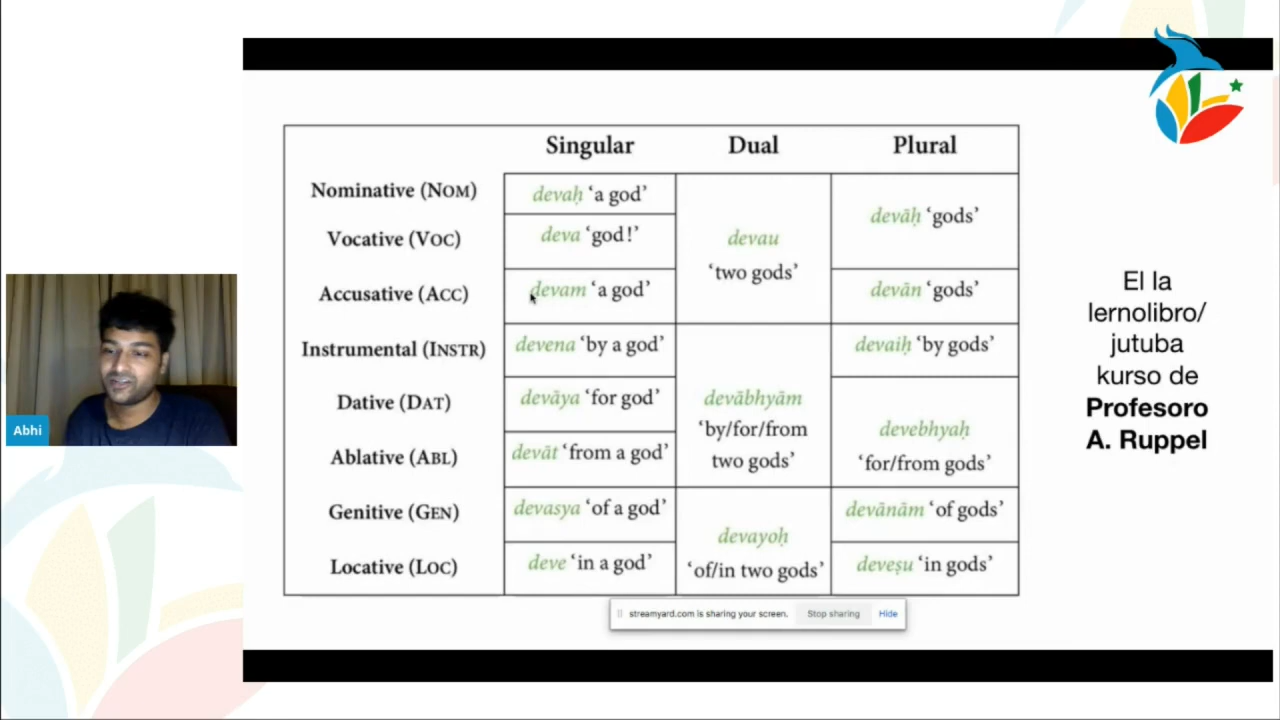 Singular Dual Plural
Nominative (NOM) devaḥ ‘a god’
devāḥ ‘gods’
Vocative (VOC) deva ‘god!’ devau
‘two gods’
Accusative (ACC) devam ‘a god’ devān ‘gods’
Instrumental (INSTR) devena ‘by a god’ devaiḥ ‘by gods’
Dative (DAT) devāya ‘for god’ devābhyām
‘by/for/from
two gods’
devebhyaḥ
‘for/from gods’
Ablative (ABL) devāt ‘from a god’
Genitive (GEN) devasya ‘of a god’ devānām ‘of gods’
devayoḥ
‘of/in two gods’
Locative (LOC) deve ‘in a god’ deveṣu ‘in gods’
El la
lernolibro/
jutuba
kurso de
Profesoro
A. Ruppel
Abhi
streamyard.com is sharing your screen. Stop sharing Hide